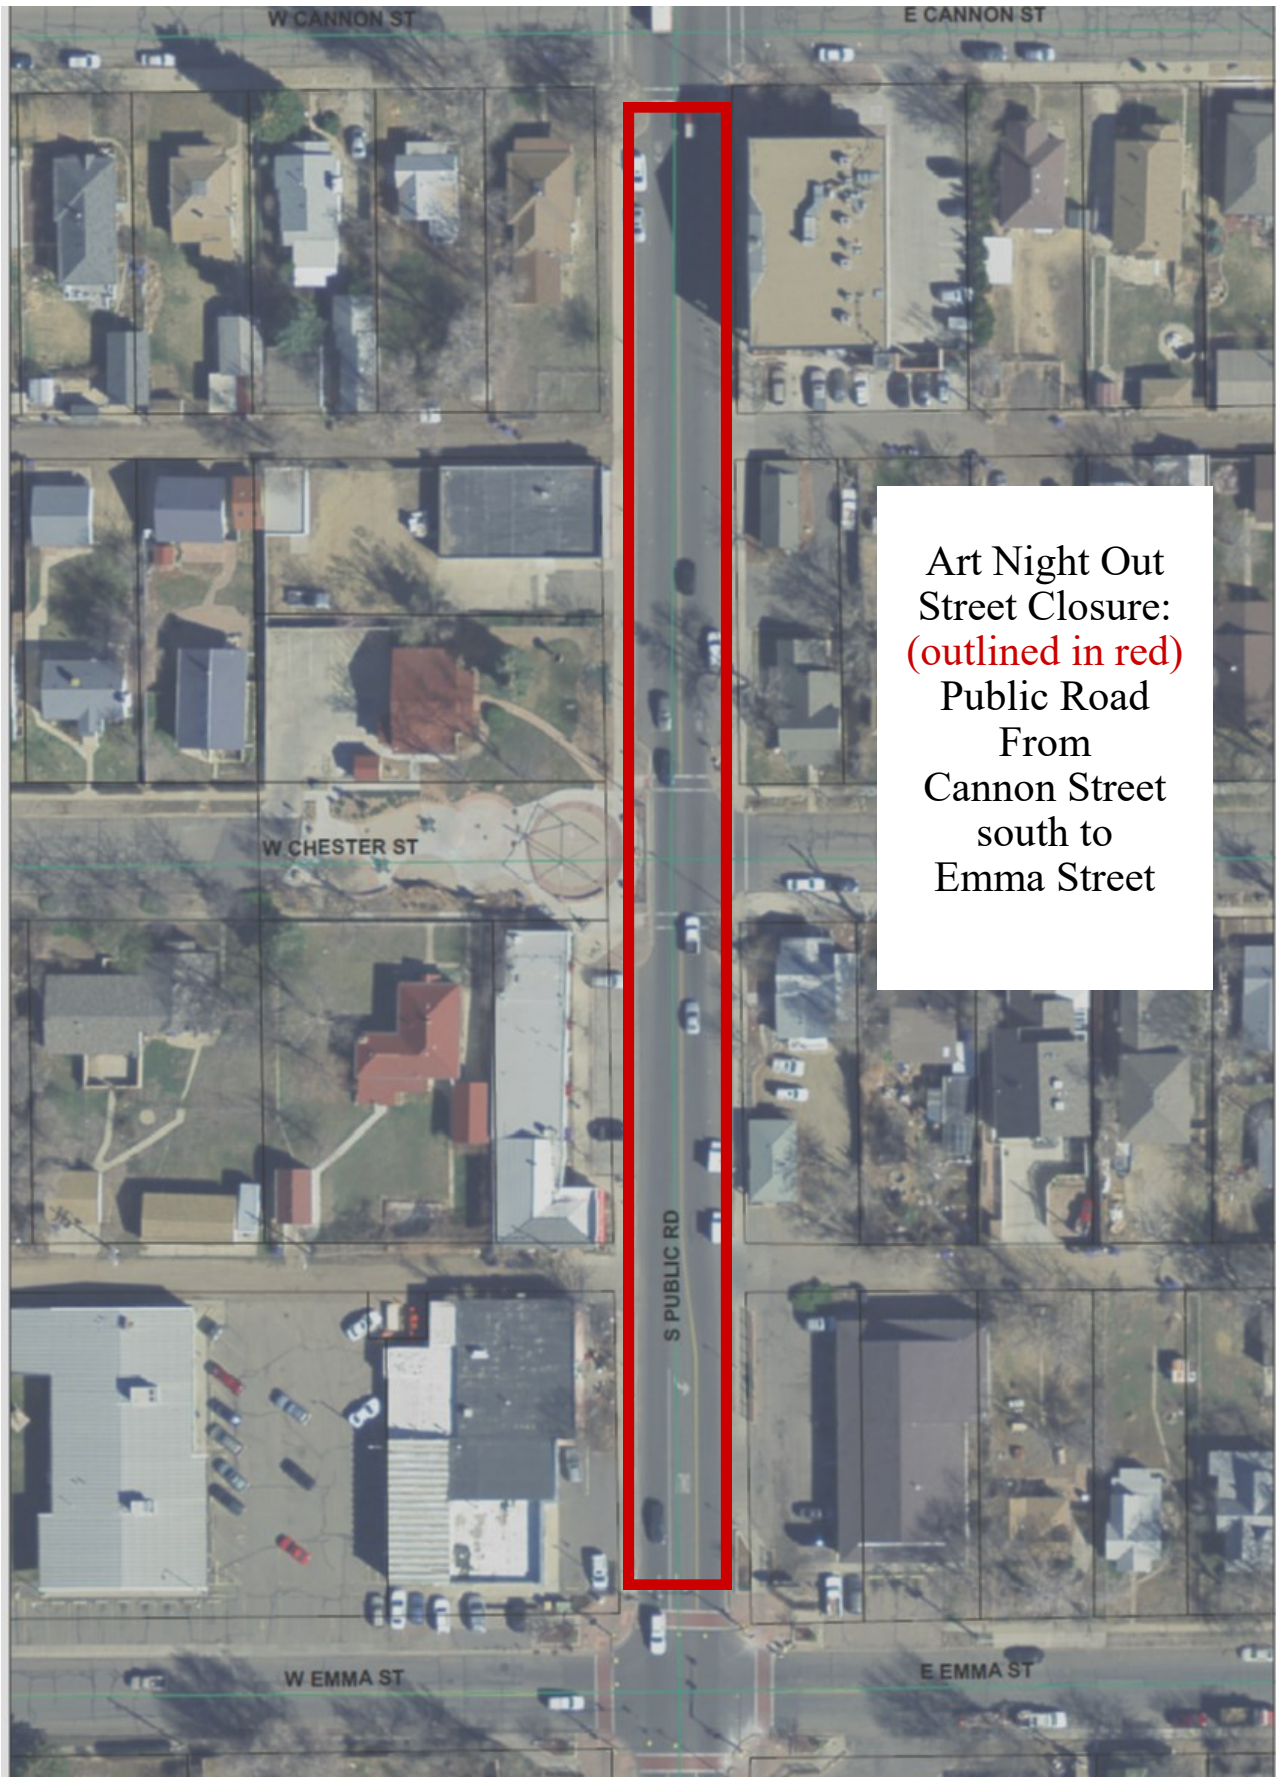 W CANNON ST
E CANNON ST
Art Night Out
Street Closure:
(outlined in red)
Public Road
From
Cannon Street
south to
Emma Street
W CHESTER ST
S PUBLIC RD
W EMMA ST
E EMMA ST